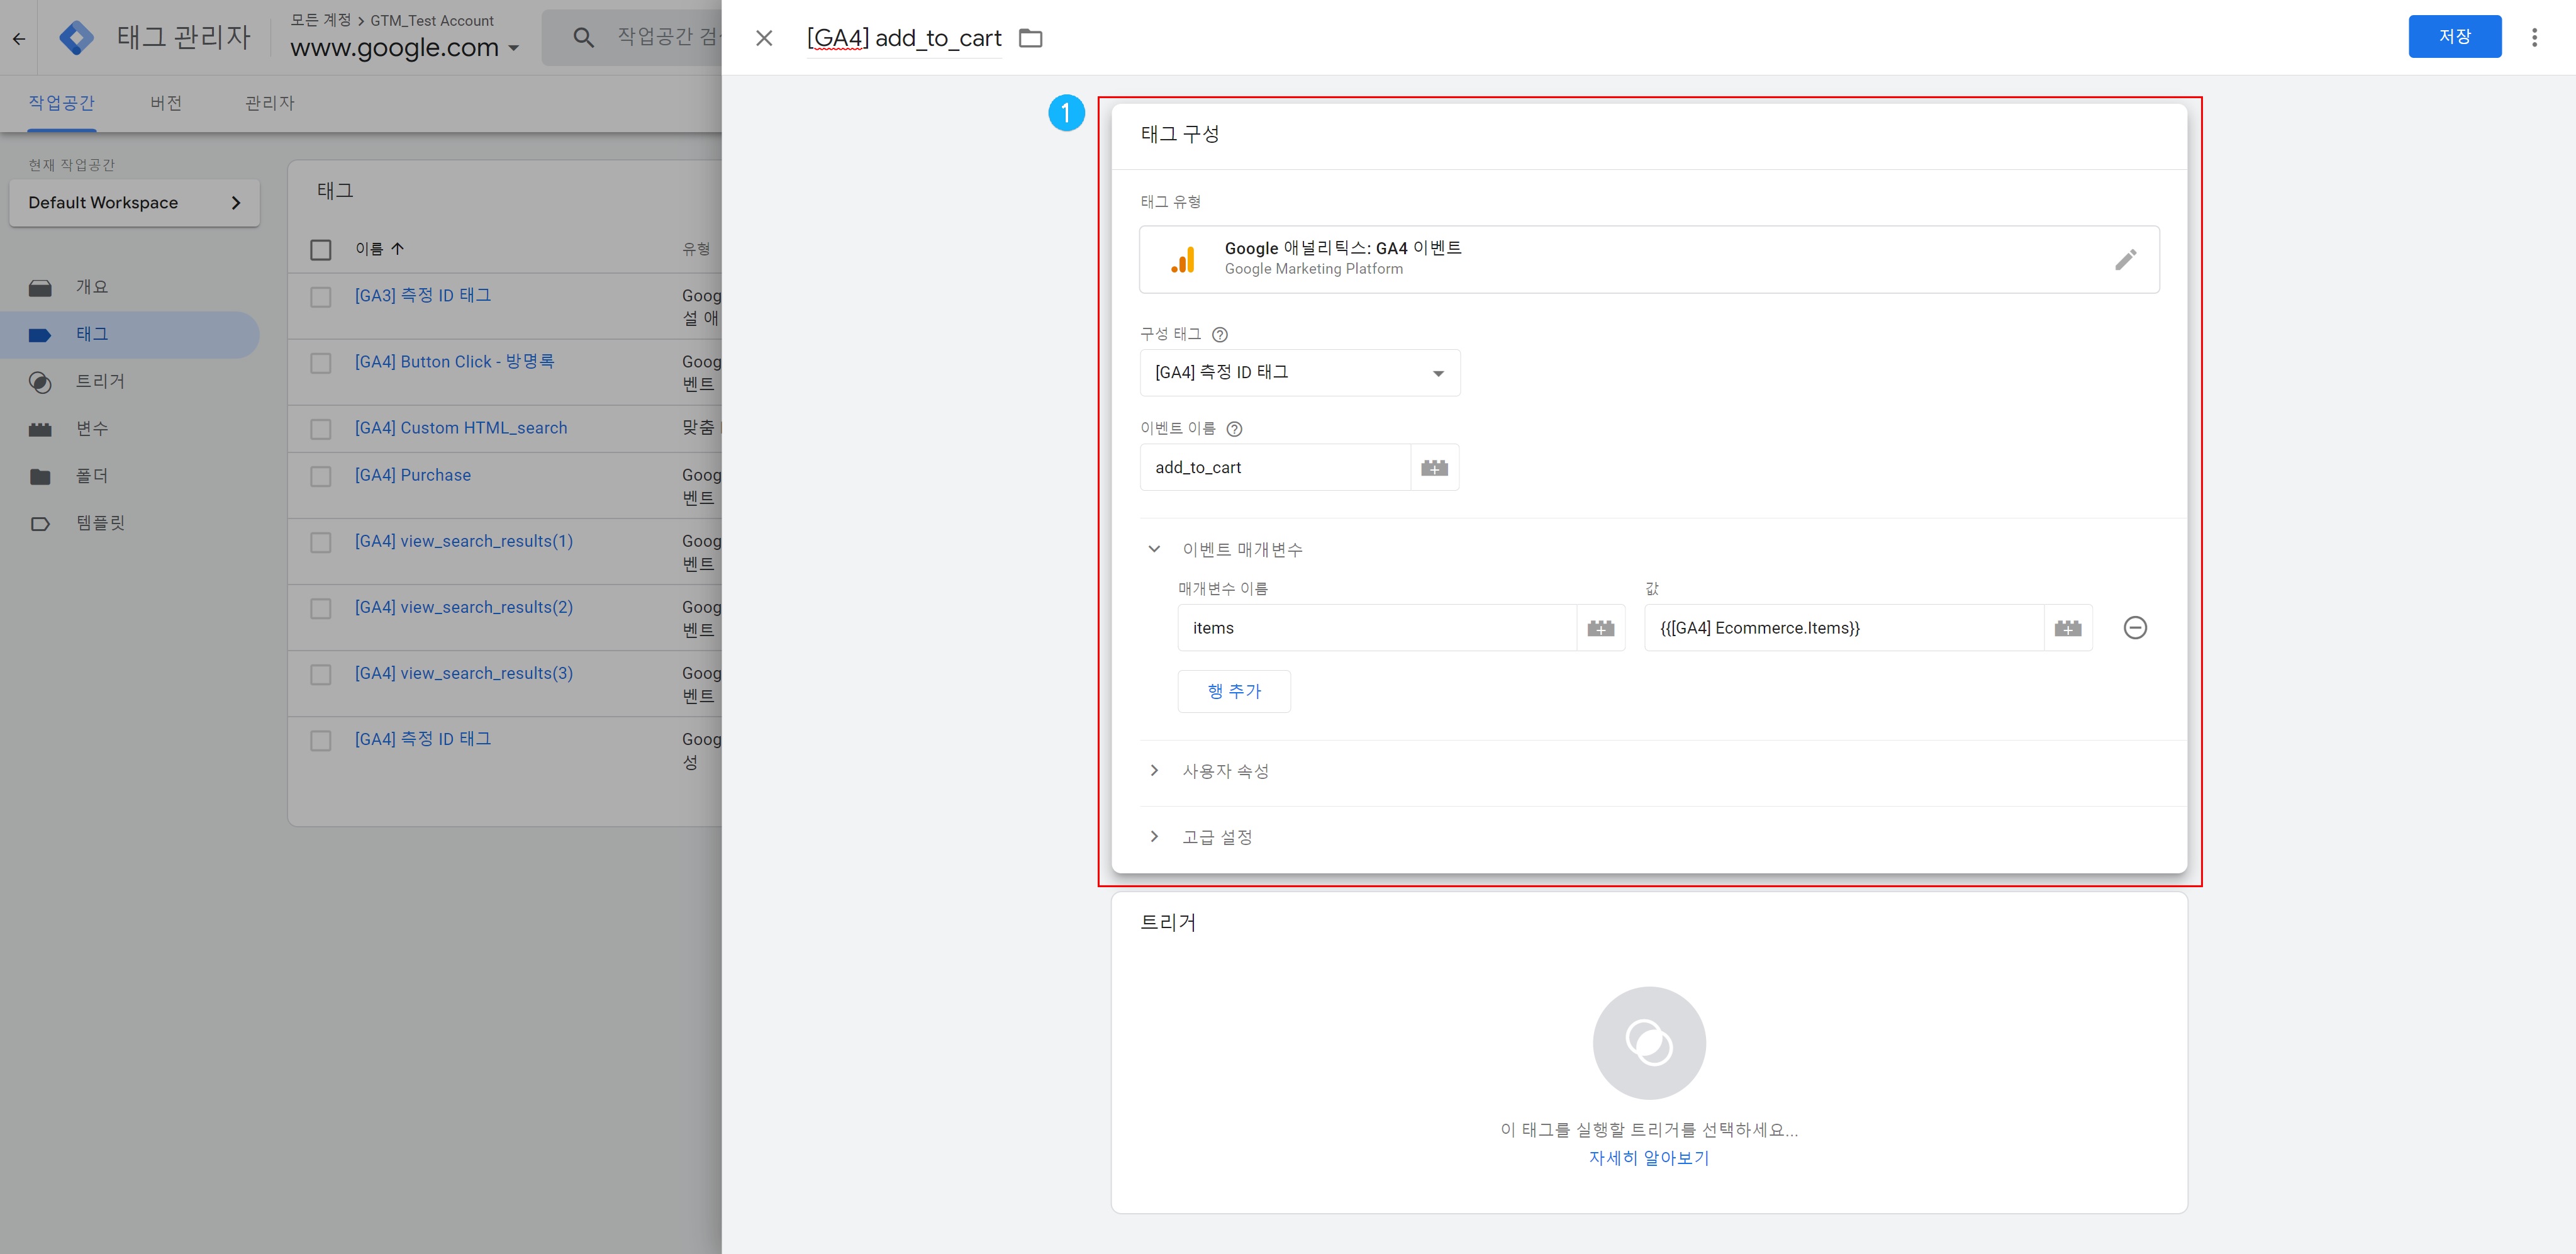 태그 관리자
모든 계정 > GTM_Test Account
www.google.com
작업공간 검
[GA4] add_to_cart
저장
작업공간
버전
관리자
현재 작업공간
Default Workspace
개요
태그
트리거
변수
폴더
템플릿
태그
이름
유형
[GA3] 측정 ID 태그
Goog
설 애
[GA4] Button Click - 방명록
Goog
벤트
[GA4] Custom HTML_search
맞춤
[GA4] Purchase
Goog
벤트
[GA4] view_search_results(1)
Goog
벤트
[GA4] view_search_results(2)
Goog
벤트
[GA4] view_search_results(3)
Goog
벤트
[GA4] 측정 ID 태그
Goog
성
1
태그 구성
태그 유형
Google 애널리틱스: GA4 이벤트
Google Marketing Platform
구성 태그
[GA4] 측정 ID 태그
이벤트 이름
add_to_cart
이벤트 매개변수
매개변수 이름
값
items
{{[GA4] Ecommerce.Items}}
행 추가
사용자 속성
고급 설정
트리거
이 태그를 실행할 트리거를 선택하세요...
자세히 알아보기